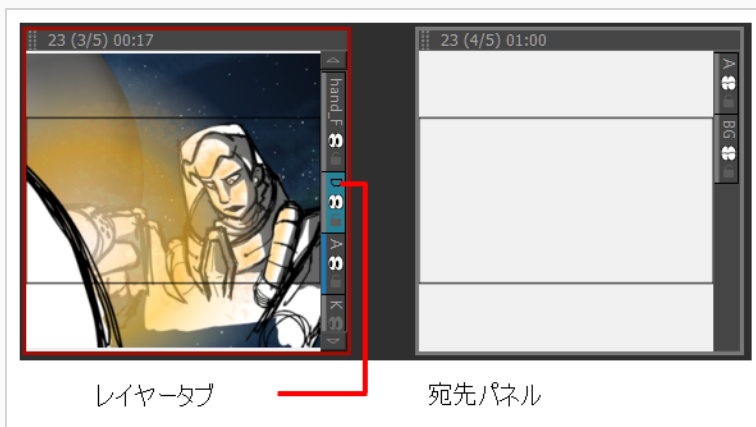 23 (3/5) 00:17
hand_F
D
A
K
23 (4/5) 01:00
A
BG
レイヤータブ
宛先パネル